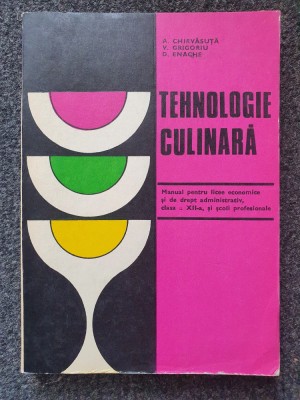 A. CHIRVĂSUȚĂ
V. GRIGORIU
D. ENACHE
TEHNOLOGIE
CULINARĂ
Manual pentru licee economice
și de drept administrativ,
clasa a XII-a, și școli profesionale